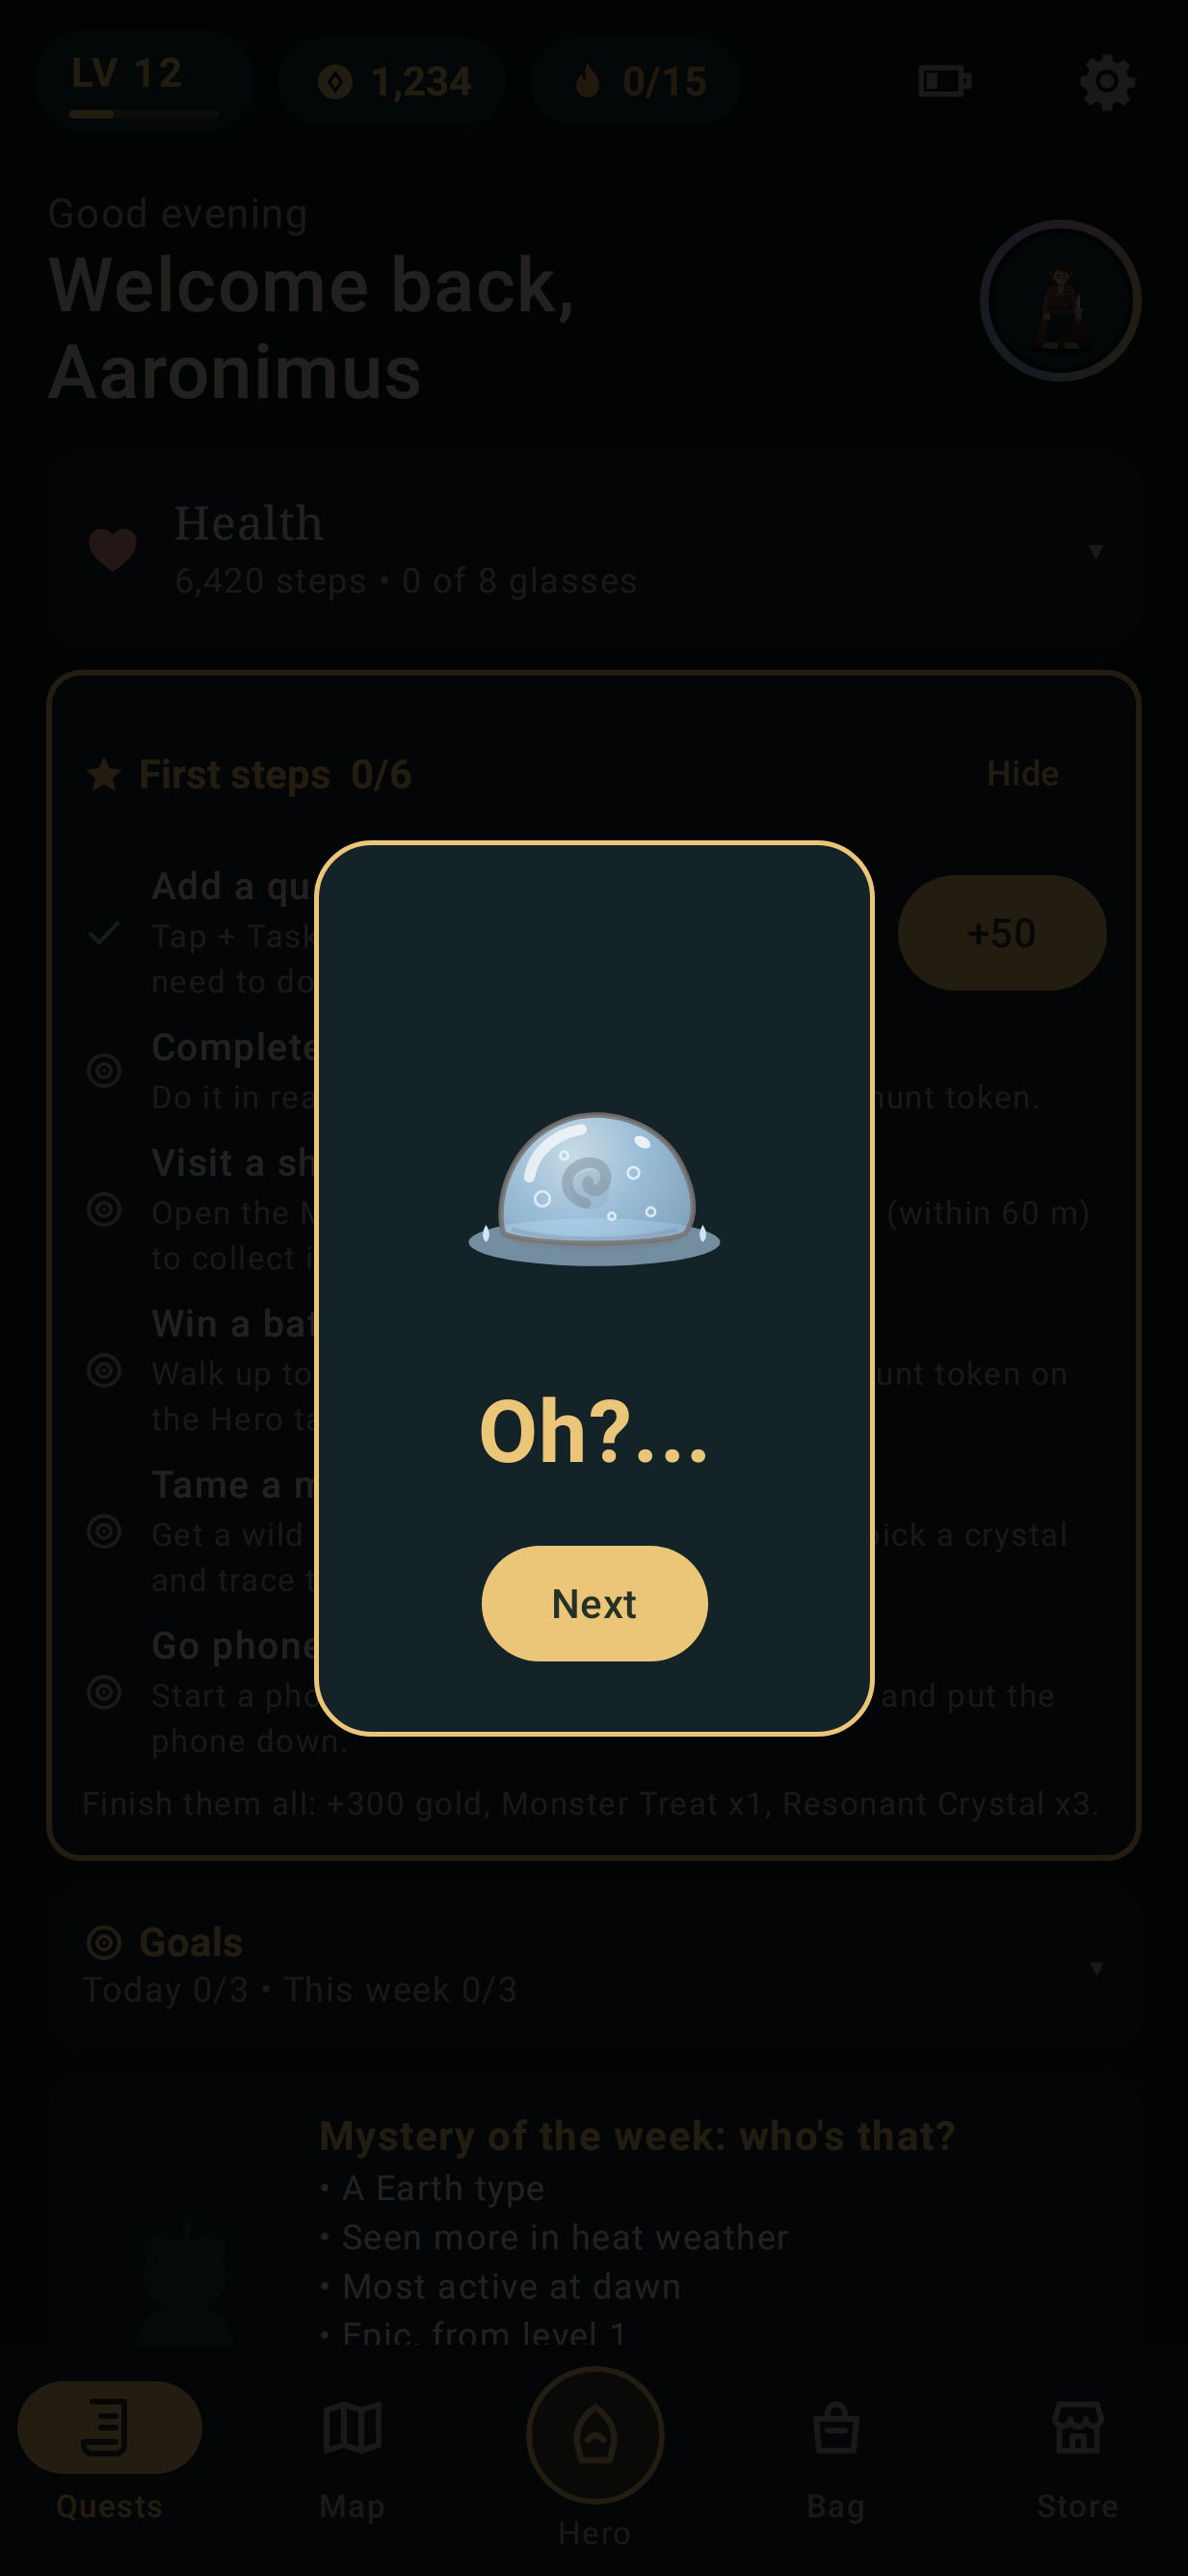 LV 12
1,234
0/15
Good evening
Welcome back,
Aaronimus
Health
6,420 steps • 0 of 8 glasses
First steps 0/6
Hide
Add a qu
Tap + Task
need to do
+50
Complete
Do it in rea
unt token.
Visit a sh
Open the M
(within 60 m)
to collect i
Win a bat
Walk up to
unt token on
the Hero ta
Tame a m
Get a wild
pick a crystal
and trace t
Go phone
Start a pho
and put the
phone down.
Oh?...
Next
Finish them all: +300 gold, Monster Treat x1, Resonant Crystal x3.
Goals
Today 0/3 • This week 0/3
Mystery of the week: who's that?
• A Earth type
• Seen more in heat weather
• Most active at dawn
• Epic, from level 1
Quests
Map
Hero
Bag
Store